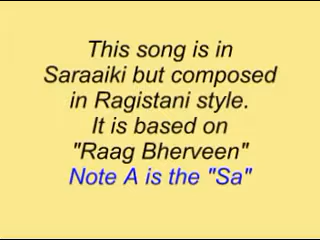 This song is in
Saraaiki but composed
in Ragistani style.
It is based on
"Raag Bherveen"
Note A is the "Sa"